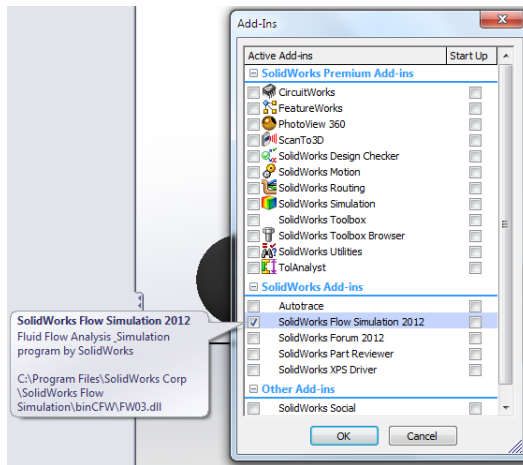 Add-Ins
Active Add-ins Start Up
SolidWorks Premium Add-ins
CircuitWorks
FeatureWorks
PhotoView 360
ScanTo3D
SolidWorks Design Checker
SolidWorks Motion
SolidWorks Routing
SolidWorks Simulation
SolidWorks Toolbox
SolidWorks Toolbox Browser
SolidWorks Utilities
TolAnalyst
SolidWorks Add-ins
Autotrace
SolidWorks Flow Simulation 2012
SolidWorks Forum 2012
SolidWorks Part Reviewer
SolidWorks XPS Driver
Other Add-ins
SolidWorks Social
OK Cancel
SolidWorks Flow Simulation 2012
Fluid Flow Analysis _Simulation
program by SolidWorks
C:\Program Files\SolidWorks Corp
\SolidWorks Flow
Simulation\binCFW\FW03.dll